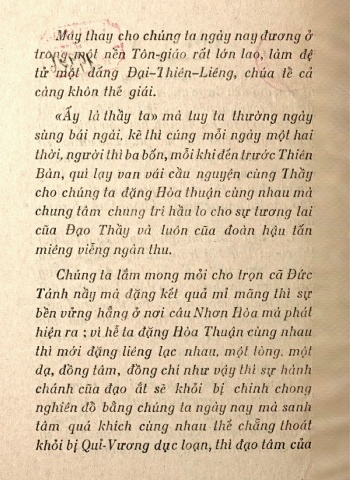 Máy thay cho chúng ta ngày nay đương ở
trong một nền Tôn-giáo rất lớn lao, làm đệ
tử một đấng Đại-Thiên-Liêng, chúa tể cả
càng khôn thế giái.
«Ấy là thầy ta» mà tuy ta thường ngày
sùng bái ngài, kẻ thì cúng mỗi ngày một hai
thời, người thì ba bốn, mỗi khi đến trước Thiên
Bàn, quì lạy van vái cầu nguyện cùng Thầy
cho chúng ta đặng Hòa thuận cùng nhau mà
chung tâm chung trí hầu lo cho sự tương lai
của Đạo Thầy và luôn của đoàn hậu tấn
miêng viễng ngàn thu.
Chúng ta lắm mong mỏi cho trọn cả Đức
Tánh nầy mà đặng kết quả mỉ mãng thì sự
bền vửng hẳng ở nơi câu Nhơn Hòa mà phát
hiện ra ; vì hể ta đặng Hòa Thuận cùng nhau
thì mới đặng liêng lạc nhau, một lòng, một
dạ, đồng tâm, đồng chí như vậy thì sự hành
chánh của đạo ắt sẽ khỏi bị chinh chong
nghiên đổ bằng chúng ta ngày nay mà sanh
tâm quá khích cùng nhau thế chẳng thoát
khỏi bị Quỉ-Vương dục loạn, thì đạo tâm của